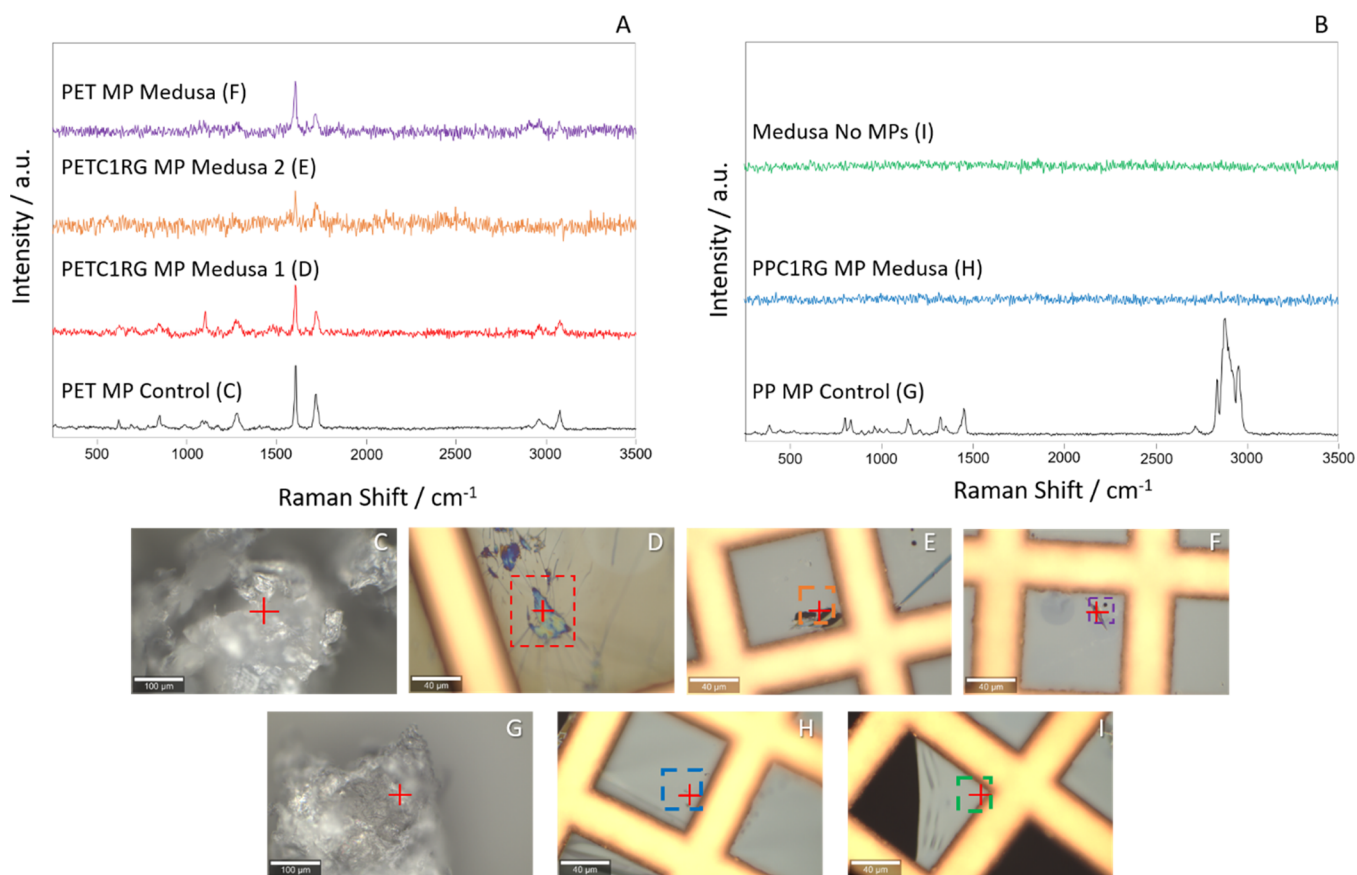 A
B
PET MP Medusa (F)
PETC1RG MP Medusa 2 (E)
PETC1RG MP Medusa 1 (D)
PET MP Control (C)
Intensity / a.u.
500 1000 1500 2000 2500 3000 3500
Raman Shift / cm-1
Medusa No MPs (I)
PPC1RG MP Medusa (H)
PP MP Control (G)
Intensity / a.u.
500 1000 1500 2000 2500 3000 3500
Raman Shift / cm-1
C
100 µm
D
40 µm
E
40 µm
F
40 µm
G
100 µm
H
40 µm
I
40 µm